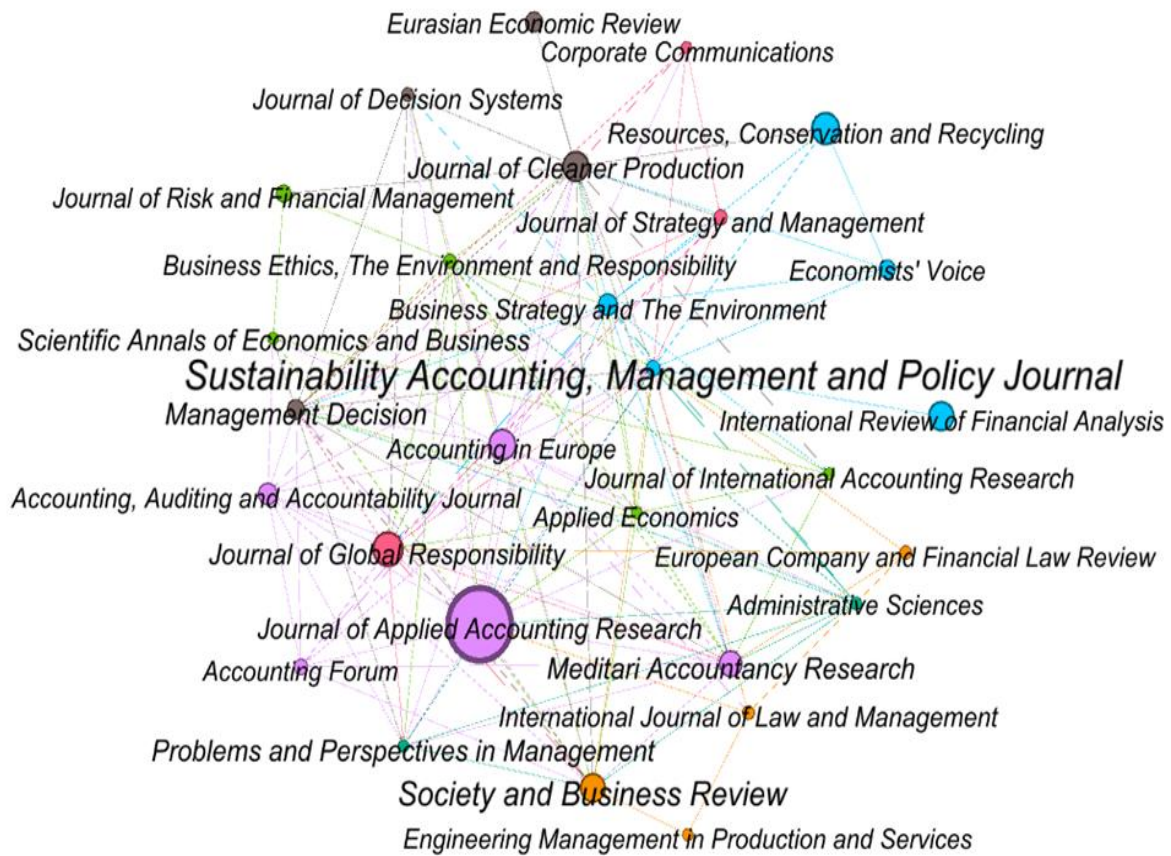 Eurasian Economic Review
Corporate Communications
Journal of Decision Systems
Resources, Conservation and Recycling
Journal of Cleaner Production
Journal of Risk and Financial Management
Journal of Strategy and Management
Business Ethics, The Environment and Responsibility
Economists' Voice
Business Strategy and The Environment
Scientific Annals of Economics and Business
Sustainability Accounting, Management and Policy Journal
Management Decision
International Review of Financial Analysis
Accounting in Europe
Journal of International Accounting Research
Accounting, Auditing and Accountability Journal
Applied Economics
Journal of Global Responsibility
European Company and Financial Law Review
Administrative Sciences
Journal of Applied Accounting Research
Accounting Forum
Meditari Accountancy Research
International Journal of Law and Management
Problems and Perspectives in Management
Society and Business Review
Engineering Management in Production and Services